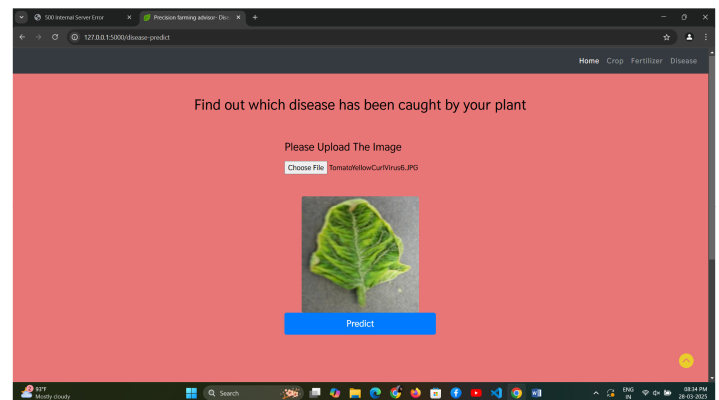 500 Internal Server Error
Precision farming advisor- Dise
127.0.0.1:5000/disease-predict
Home Crop Fertilizer Disease
Find out which disease has been caught by your plant
Please Upload The Image
Choose File TomatoYellowCurlVirus6.JPG
Predict
93°F
Mostly cloudy
Search
ENG
IN
08:34 PM
28-03-2025